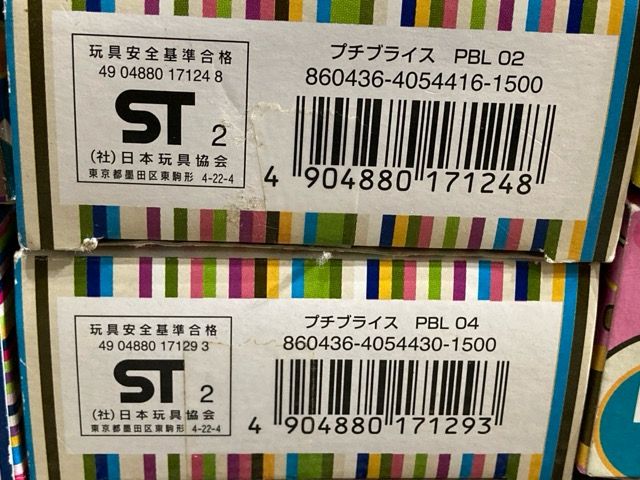 玩具安全基準合格
49 04880 17124 8
ST 2
(社)日本玩具協会
東京都墨田区東駒形 4-22-4
プチブライス PBL 02
860436-4054416-1500
4 904880 171248
玩具安全基準合格
49 04880 17129 3
ST 2
(社)日本玩具協会
東京都墨田区東駒形 4-22-4
プチブライス PBL 04
860436-4054430-1500
4 904880 171293